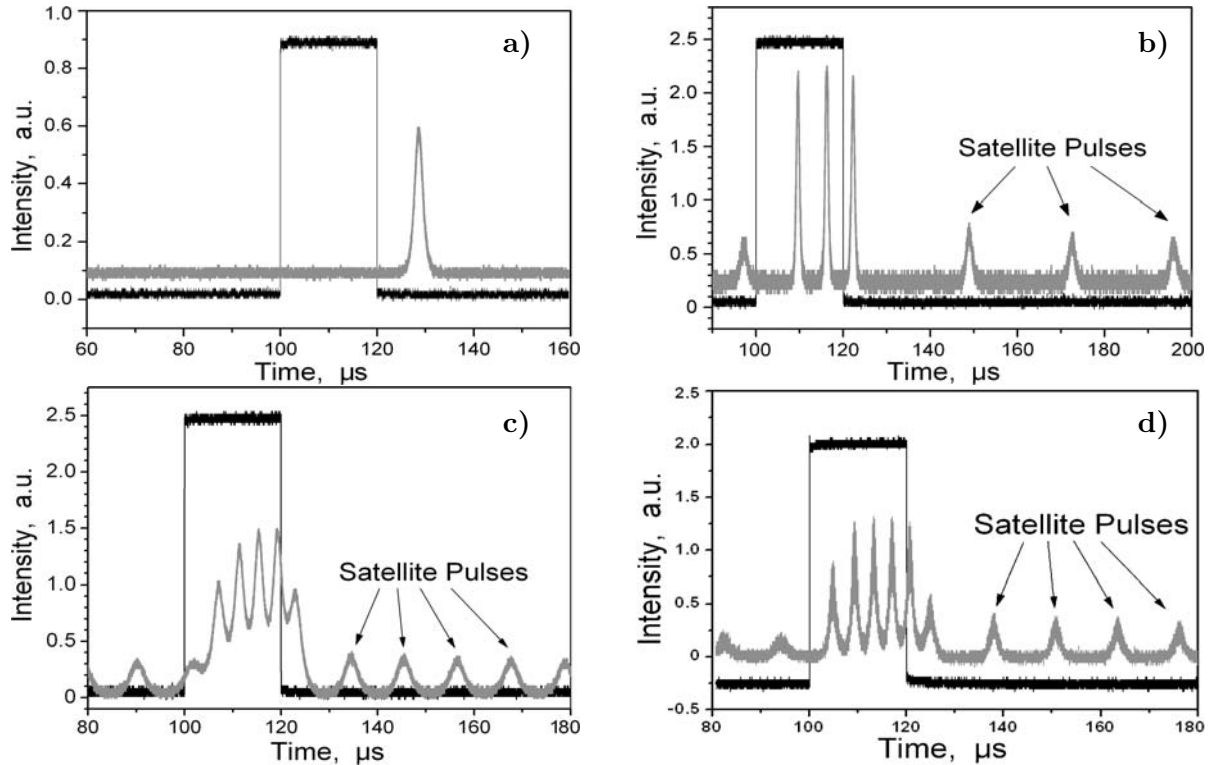 a)
1.0
0.8
0.6
0.4
0.2
0.0
Intensity, a.u.
60 80 100 120 140 160
Time, µs
b)
2.5
2.0
1.5
1.0
0.5
0
Intensity, a.u.
Satellite Pulses
100 120 140 160 180 200
Time, µs
c)
2.5
2.0
1.5
1.0
0.5
0
Intensity, a.u.
Satellite Pulses
80 100 120 140 160 180
Time, µs
d)
2.5
2.0
1.5
1.0
0.5
0
-0.5
Intensity, a.u.
Satellite Pulses
80 100 120 140 160 180
Time, µs